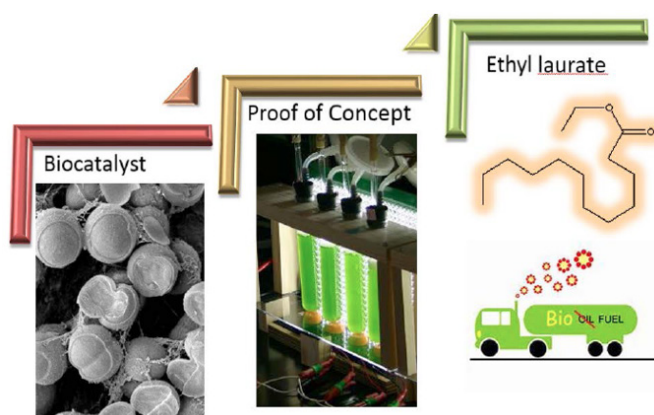 Biocatalyst
Proof of Concept
Ethyl laurate
O
O
Bio OIL FUEL